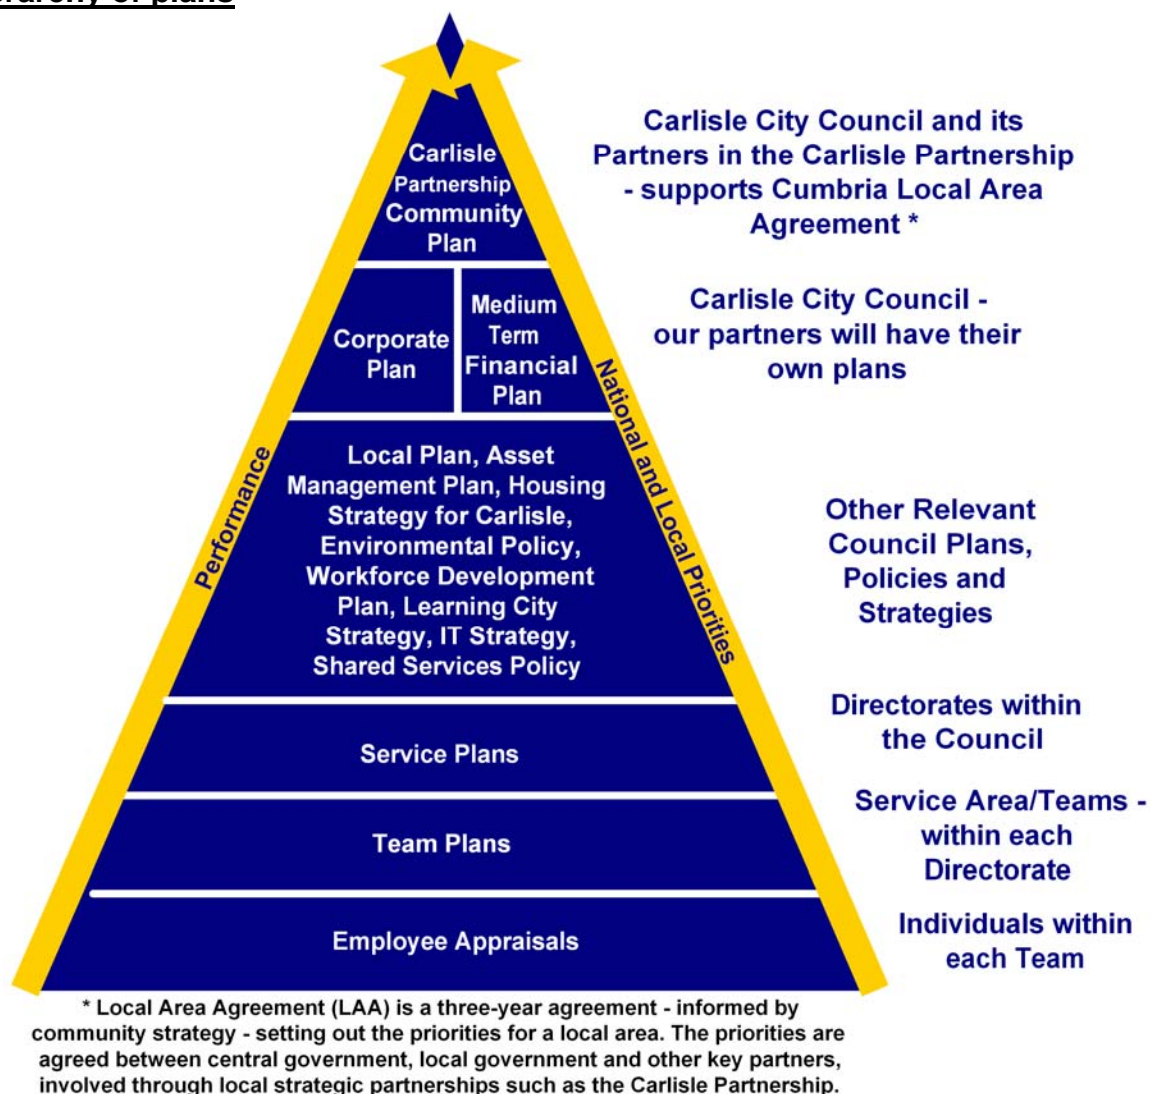 erarchy of plans
Carlisle
Partnership
Community
Plan
Carlisle City Council and its
Partners in the Carlisle Partnership
- supports Cumbria Local Area
Agreement *
Corporate
Plan
Medium
Term
Financial
Plan
Carlisle City Council -
our partners will have their
own plans
Performance
National and Local Priorities
Local Plan, Asset
Management Plan, Housing
Strategy for Carlisle,
Environmental Policy,
Workforce Development
Plan, Learning City
Strategy, IT Strategy,
Shared Services Policy
Other Relevant
Council Plans,
Policies and
Strategies
Service Plans
Directorates within
the Council
Team Plans
Service Area/Teams -
within each
Directorate
Employee Appraisals
Individuals within
each Team
* Local Area Agreement (LAA) is a three-year agreement - informed by
community strategy - setting out the priorities for a local area. The priorities are
agreed between central government, local government and other key partners,
involved through local strategic partnerships such as the Carlisle Partnership.